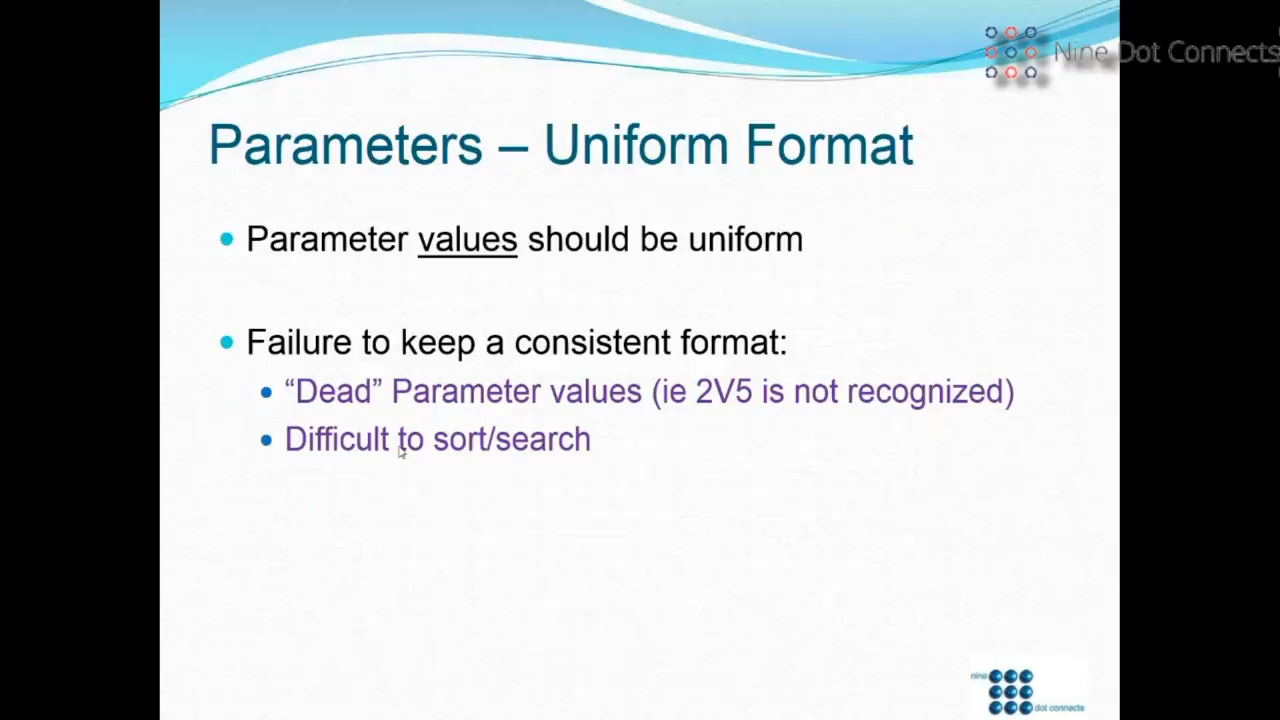 Nine Dot Connects
Parameters – Uniform Format
• Parameter values should be uniform
• Failure to keep a consistent format:
• “Dead” Parameter values (ie 2V5 is not recognized)
• Difficult to sort/search
nine
dot connects